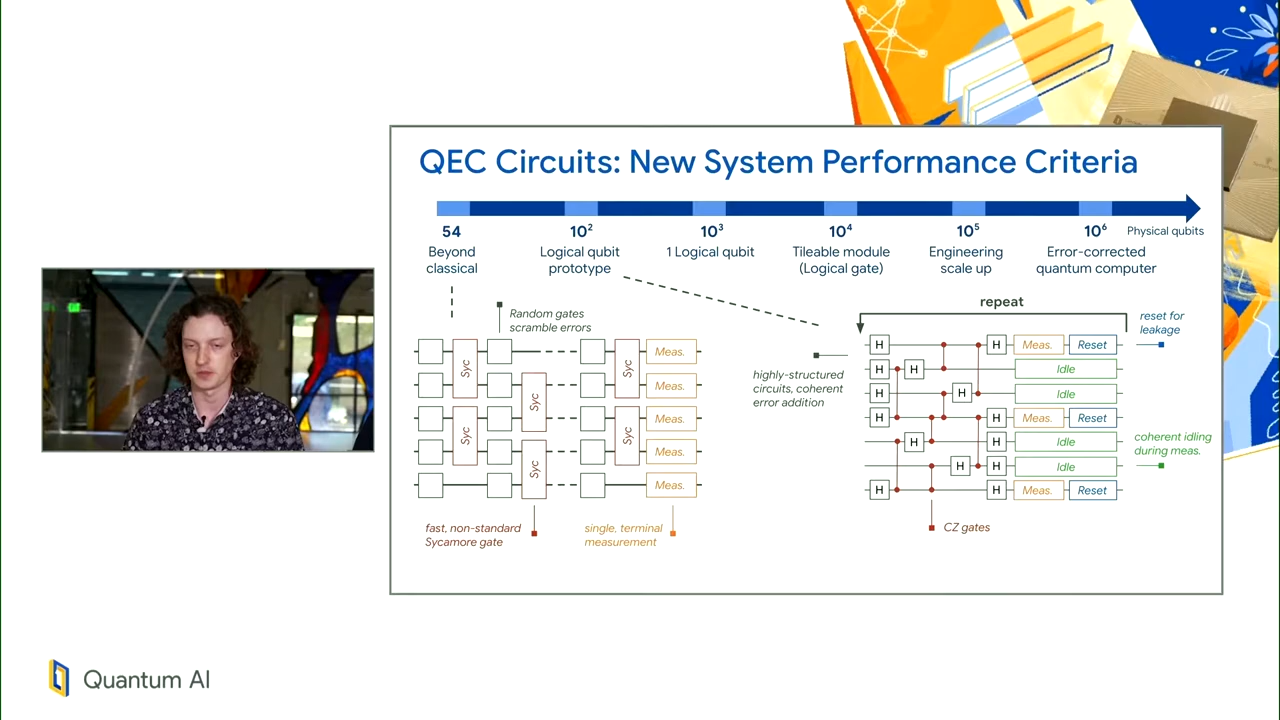 QEC Circuits: New System Performance Criteria
54
10²
10³
10⁴
10⁵
10⁶
Physical qubits
Beyond
classical
Logical qubit
prototype
1 Logical qubit
Tileable module
(Logical gate)
Engineering
scale up
Error-corrected
quantum computer
Random gates
scramble errors
Syc
Syc
Syc
Syc
Syc
Syc
Meas.
Meas.
Meas.
Meas.
Meas.
fast, non-standard
Sycamore gate
single, terminal
measurement
repeat
reset for
leakage
highly-structured
circuits, coherent
error addition
H
H
Meas.
Reset
H
H
Idle
H
H
Idle
H
H
Meas.
Reset
H
H
Idle
H
H
Idle
H
H
Meas.
Reset
coherent idling
during meas.
CZ gates
Quantum AI